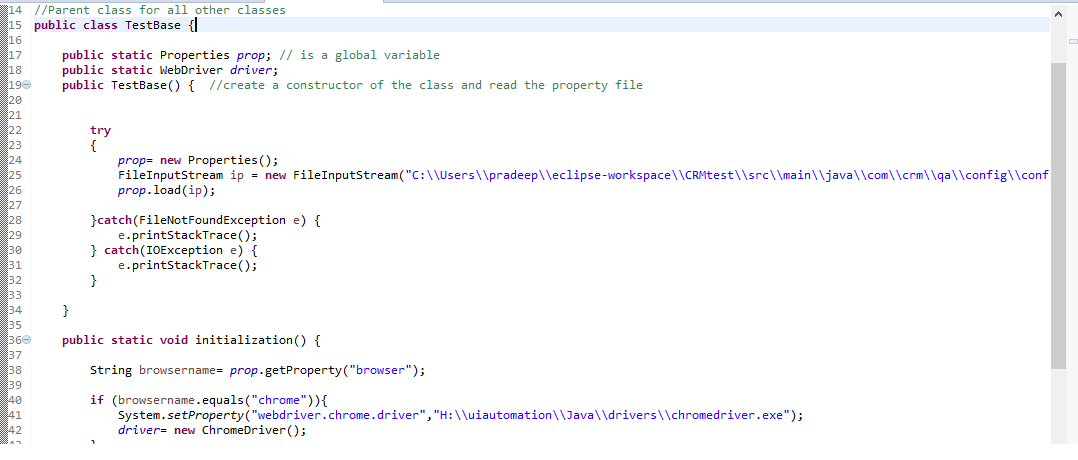 14 //Parent class for all other classes
15 public class TestBase {
16
17 public static Properties prop; // is a global variable
18 public static WebDriver driver;
19 public TestBase() { //create a constructor of the class and read the property file
20
21
22 try
23 {
24 prop= new Properties();
25 FileInputStream ip = new FileInputStream("C:\\Users\\pradeep\\eclipse-workspace\\CRMtest\\src\\main\\java\\com\\crm\\qa\\config\\conf
26 prop.load(ip);
27
28 }catch(FileNotFoundException e) {
29 e.printStackTrace();
30 } catch(IOException e) {
31 e.printStackTrace();
32 }
33
34 }
35
36 public static void initialization() {
37
38 String browsername= prop.getProperty("browser");
39
40 if (browsername.equals("chrome")){
41 System.setProperty("webdriver.chrome.driver","H:\\uiautomation\\Java\\drivers\\chromedriver.exe");
42 driver= new ChromeDriver();